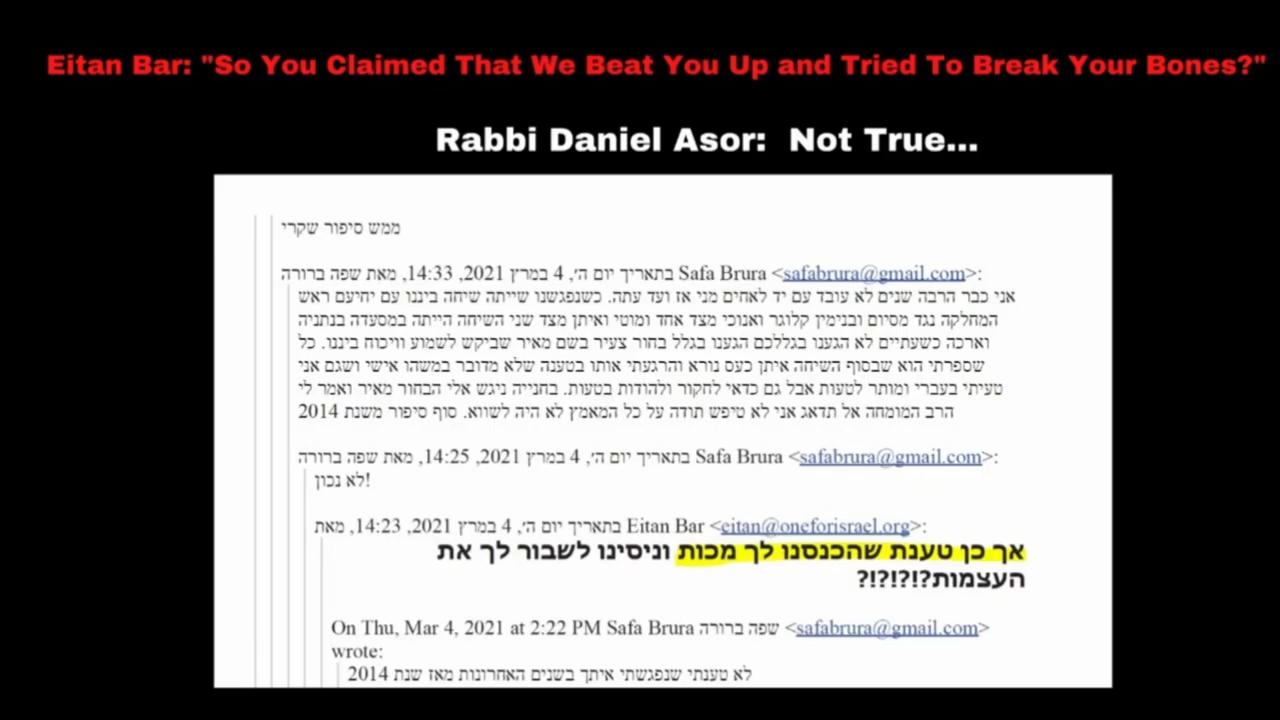 Eitan Bar: "So You Claimed That We Beat You Up and Tried To Break Your Bones?"
Rabbi Daniel Asor: Not True...
ממש סיפור שקרי
בתאריך יום ה׳, 4 במרץ 2021, 14:33, מאת שפה ברורה Safa Brura <safabrura@gmail.com>:
אני כבר הרבה שנים לא עובד עם יד לאחים מני אז ועד עתה. כשנפגשנו שייתה שיחה ביננו עם יחיעם ראש
המחלקה נגד מסיום ובנימין קלוגר ואנוכי מצד אחד ומוטי ואיתן מצד שני השיחה הייתה במסעדה בנתניה
וארכה כשעתיים לא הגענו בגללכם הגענו בגלל בחור צעיר בשם מאיר שביקש לשמוע וויכוח ביננו. כל
שספרתי הוא שבסוף השיחה איתן כעס נורא והרגעתי אותו בטענה שלא מדובר במשהו אישי ושגם אני
טעיתי בעברי ומותר לטעות אבל גם כדאי לחקור ולהודות בטעות. בחנייה ניגש אלי הבחור מאיר ואמר לי
הרב המומחה אל תדאג אני לא טיפש תודה על כל המאמץ לא היה לשווא. סוף סיפור משנת 2014
בתאריך יום ה׳, 4 במרץ 2021, 14:25, מאת שפה ברורה Safa Brura <safabrura@gmail.com>:
לא נכון!
בתאריך יום ה׳, 4 במרץ 2021, 14:23, מאת Eitan Bar <eitan@oneforisrael.org>:
אך כן טענת שהכנסנו לך מכות וניסינו לשבור לך את
העצמות?!?!?!?
On Thu, Mar 4, 2021 at 2:22 PM Safa Brura שפה ברורה <safabrura@gmail.com>
wrote:
לא טענתי שנפגשתי איתך בשנים האחרונות מאז שנת 2014